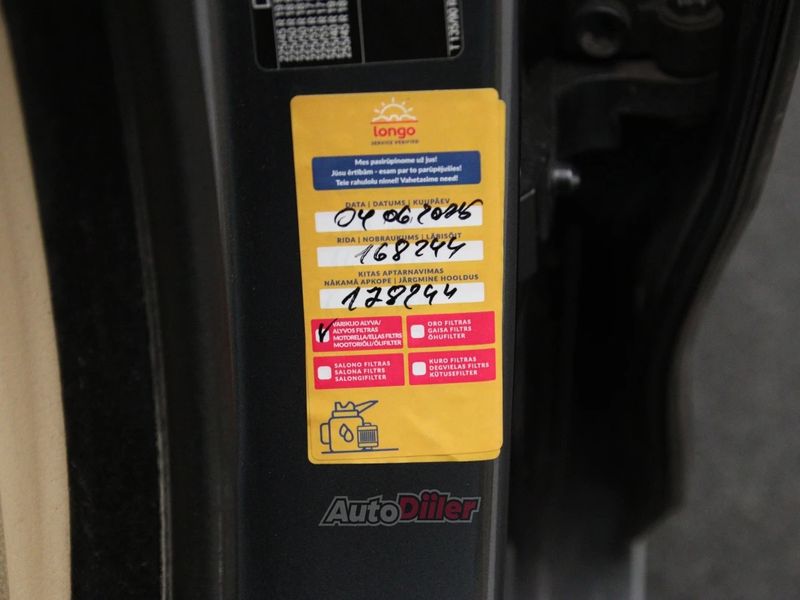 longo
SERVICE VERIFIED
Mes pasirūpinome už jus!
Jūsu ērtībām - esam par to parūpējušies!
Teie rahulolu nimel! Vahetasime need!
DATA | DATUMS | KUUPÄEV
04 06 2025
RIDA | NOBRAUKUMS | LÄBISÕIT
168244
KITAS APTARNAVIMAS
NĀKAMĀ APKOPE | JÄRGMINE HOOLDUS
178244
VARIKLIO ALYVA/
ALYVOS FILTRAS
MOTOREĻĻA/EĻĻAS FILTRS
MOOTORIÕLI/ÕLIFILTER
ORO FILTRAS
GAISA FILTRS
ÕHUFILTER
SALONO FILTRAS
SALONA FILTRS
SALONGIFILTER
KURO FILTRAS
DEGVIELAS FILTRS
KÜTUSEFILTER
AutoDiiler